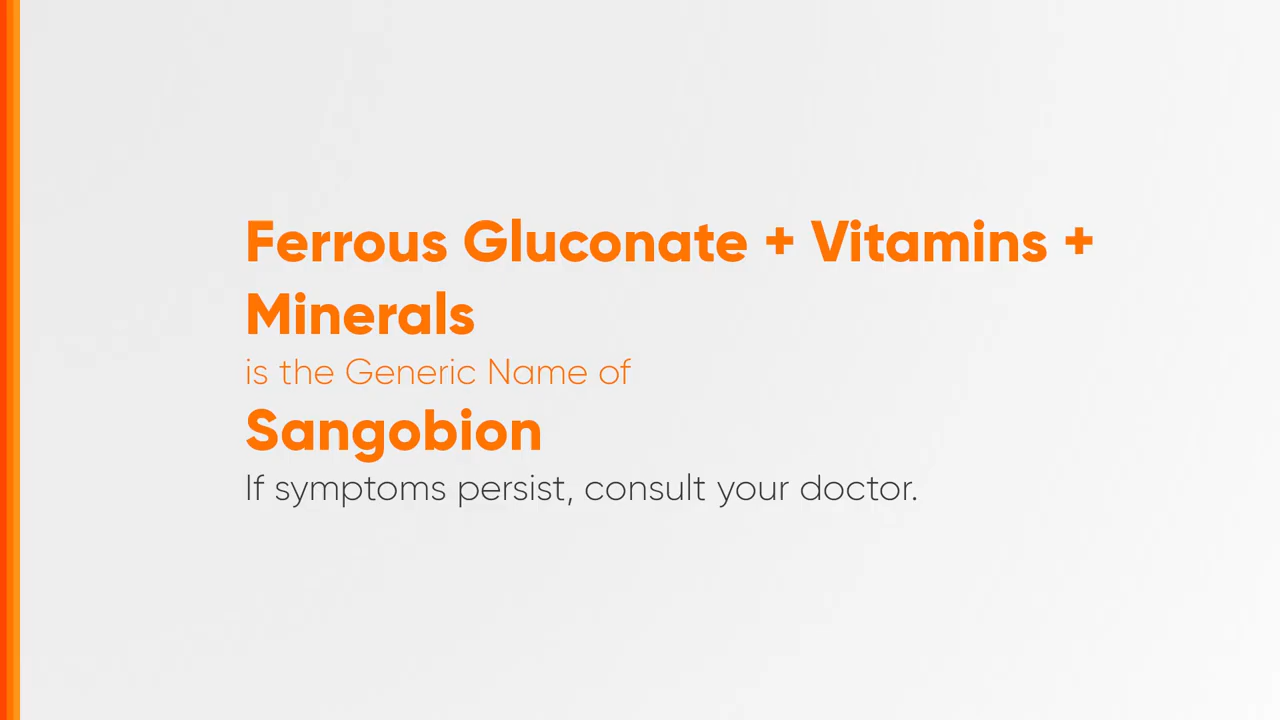 Ferrous Gluconate + Vitamins +
Minerals
is the Generic Name of
Sangobion
If symptoms persist, consult your doctor.